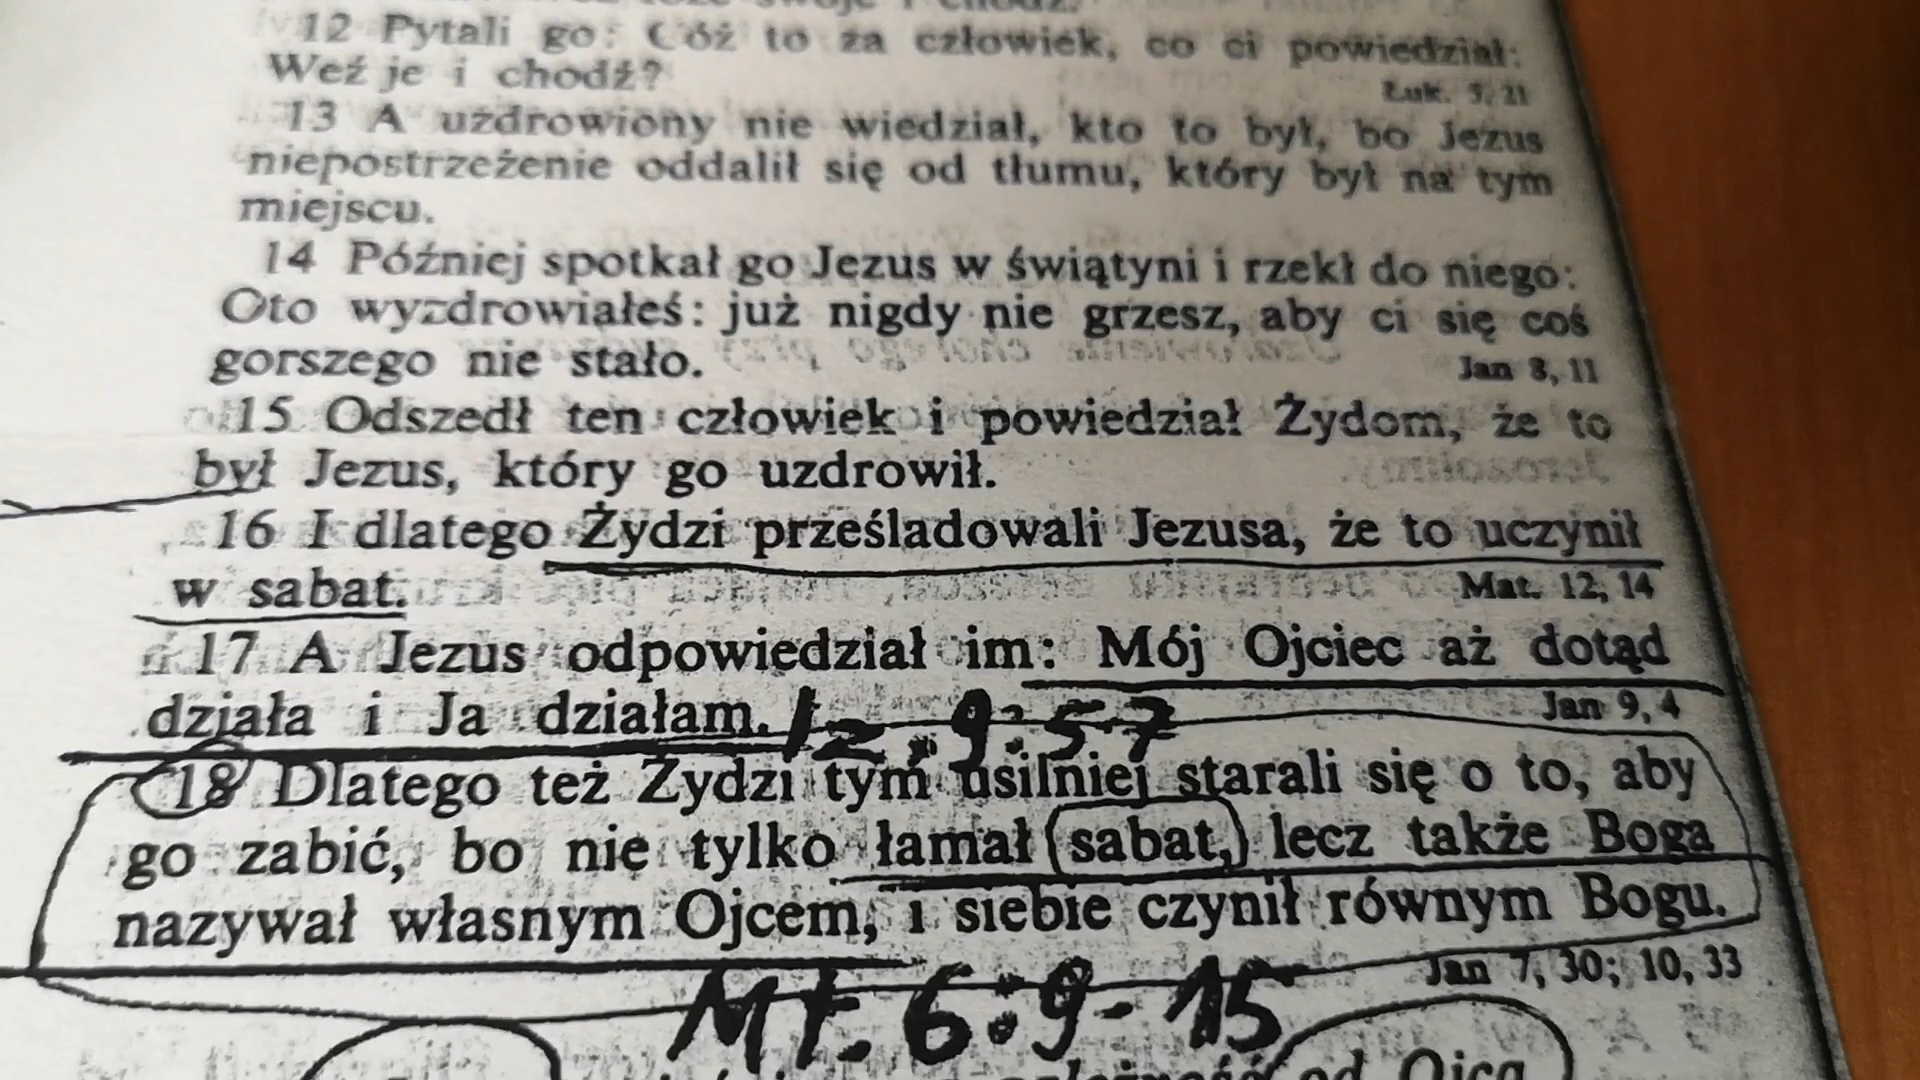 12 Pytali go: Cóż to za człowiek, co ci powiedział:
Weź je i chodź?
Łuk. 5, 21
13 A uzdrowiony nie wiedział, kto to był, bo Jezus
niepostrzeżenie oddalił się od tłumu, który był na tym
miejscu.
14 Później spotkał go Jezus w świątyni i rzekł do niego:
Oto wyzdrowiałeś: już nigdy nie grzesz, aby ci się coś
gorszego nie stało.
Jan 8, 11
15 Odszedł ten człowiek i powiedział Żydom, że to
był Jezus, który go uzdrowił.
16 I dlatego Żydzi prześladowali Jezusa, że to uczynił
w sabat.
Mat. 12, 14
17 A Jezus odpowiedział im: Mój Ojciec aż dotąd
działa i Ja działam.
Iz. 9:5-7
Jan 9, 4
18 Dlatego też Żydzi tym usilniej starali się o to, aby
go zabić, bo nie tylko łamał sabat, lecz także Boga
nazywał własnym Ojcem, i siebie czynił równym Bogu.
Jan 7, 30; 10, 33
Mt. 6:9-15
od Ojca